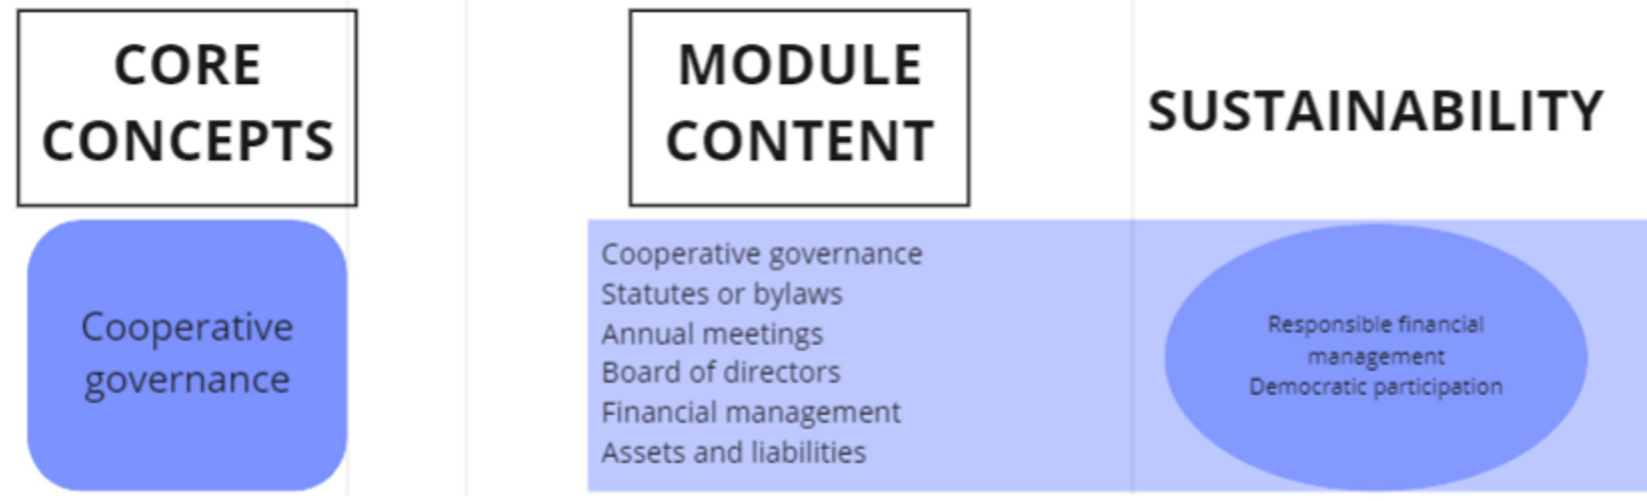 CORE
CONCEPTS
MODULE
CONTENT
SUSTAINABILITY
Cooperative
governance
Cooperative governance
Statutes or bylaws
Annual meetings
Board of directors
Financial management
Assets and liabilities
Responsible financial
management
Democratic participation